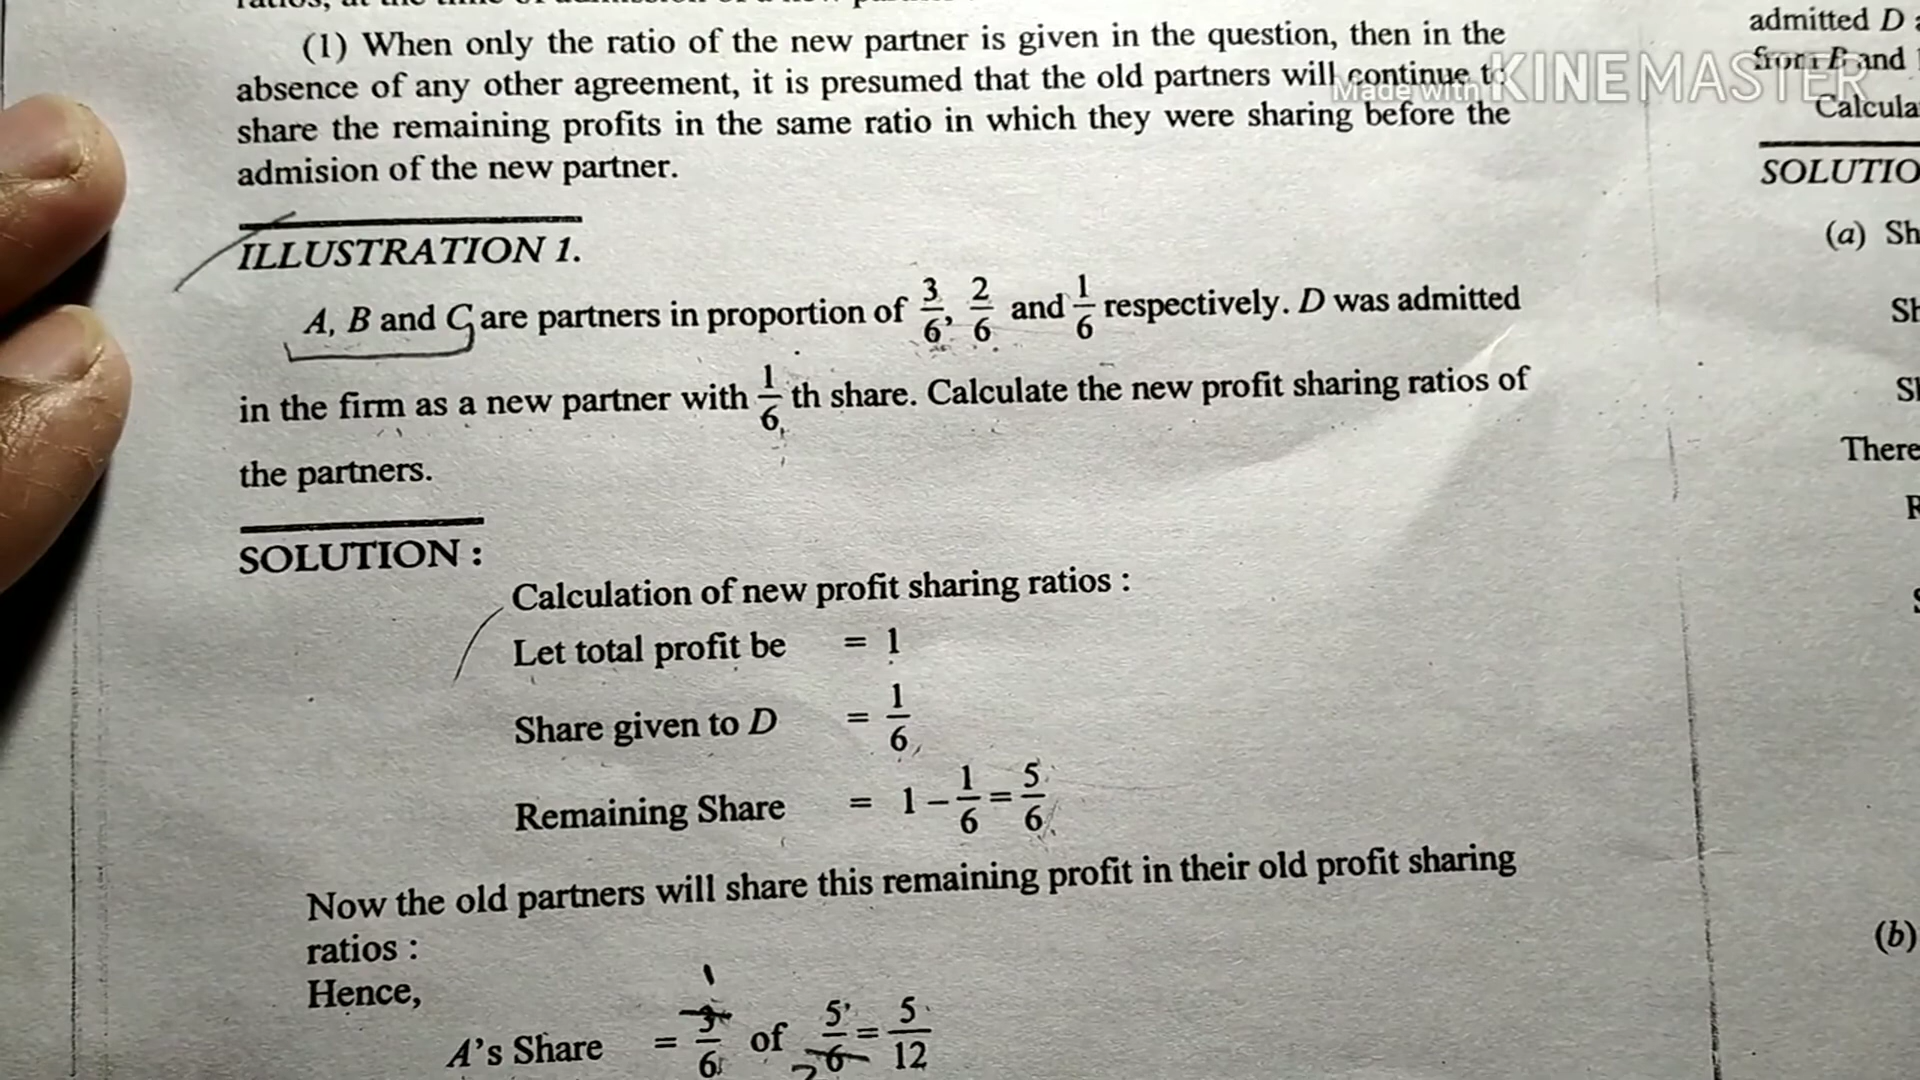 (1) When only the ratio of the new partner is given in the question, then in the
absence of any other agreement, it is presumed that the old partners will continue to
share the remaining profits in the same ratio in which they were sharing before the
admision of the new partner.
ILLUSTRATION 1.
A, B and C are partners in proportion of 3/6, 2/6 and 1/6 respectively. D was admitted
in the firm as a new partner with 1/6 th share. Calculate the new profit sharing ratios of
the partners.
SOLUTION :
Calculation of new profit sharing ratios :
Let total profit be = 1
Share given to D = 1/6
Remaining Share = 1 - 1/6 = 5/6
Now the old partners will share this remaining profit in their old profit sharing
ratios :
Hence,
A's Share = 3/6 of 5/6 = 5/12
Made with KINEMASTER
admitted D
from B and
(a)
(b)